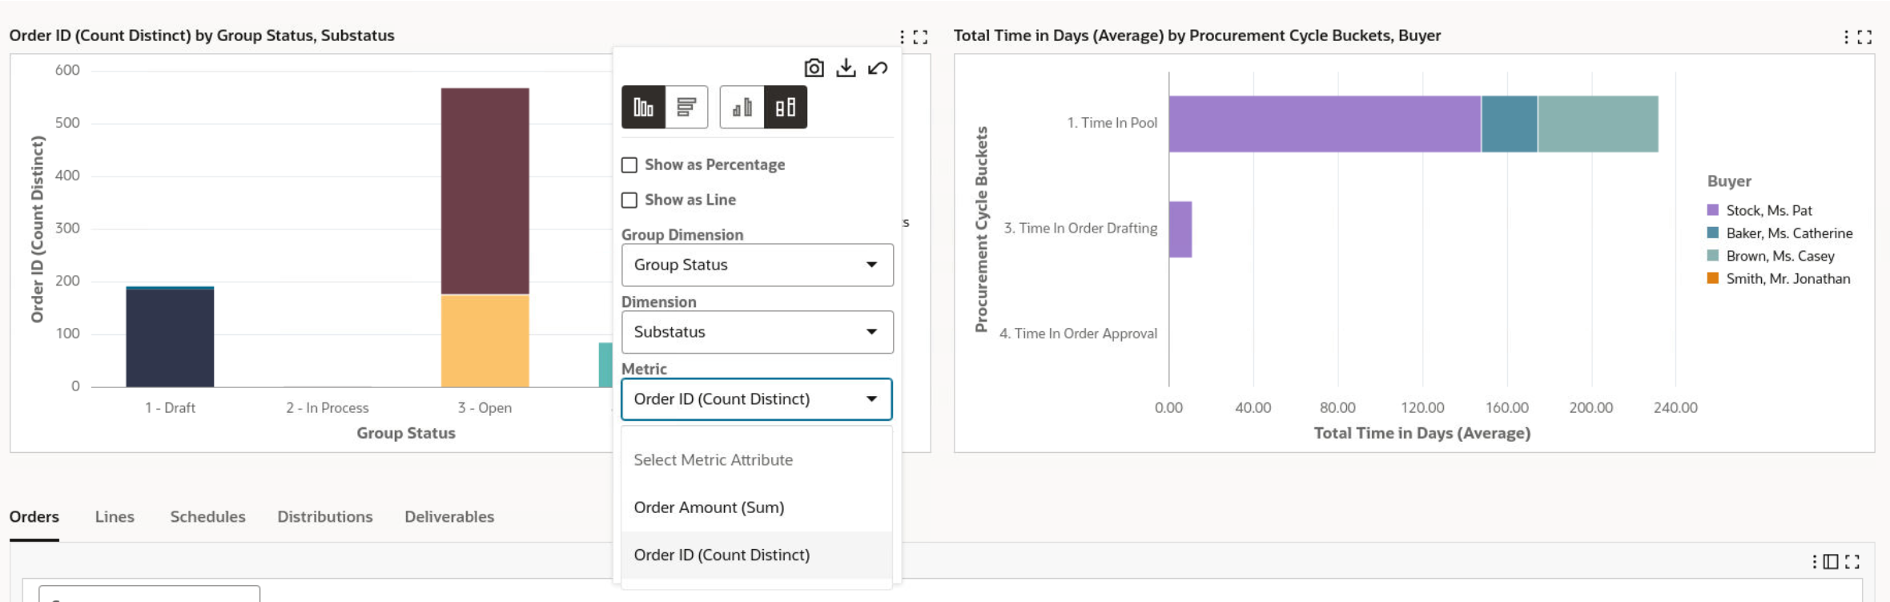 Order ID (Count Distinct) by Group Status, Substatus
600
500
400
300
200
100
0
Order ID (Count Distinct)
1 - Draft
2 - In Process
3 - Open
Group Status
Show as Percentage
Show as Line
Group Dimension
Group Status
Dimension
Substatus
Metric
Order ID (Count Distinct)
Select Metric Attribute
Order Amount (Sum)
Order ID (Count Distinct)
Total Time in Days (Average) by Procurement Cycle Buckets, Buyer
Procurement Cycle Buckets
1. Time In Pool
3. Time In Order Drafting
4. Time In Order Approval
0.00
40.00
80.00
120.00
160.00
200.00
240.00
Total Time in Days (Average)
Buyer
Stock, Ms. Pat
Baker, Ms. Catherine
Brown, Ms. Casey
Smith, Mr. Jonathan
Orders
Lines
Schedules
Distributions
Deliverables